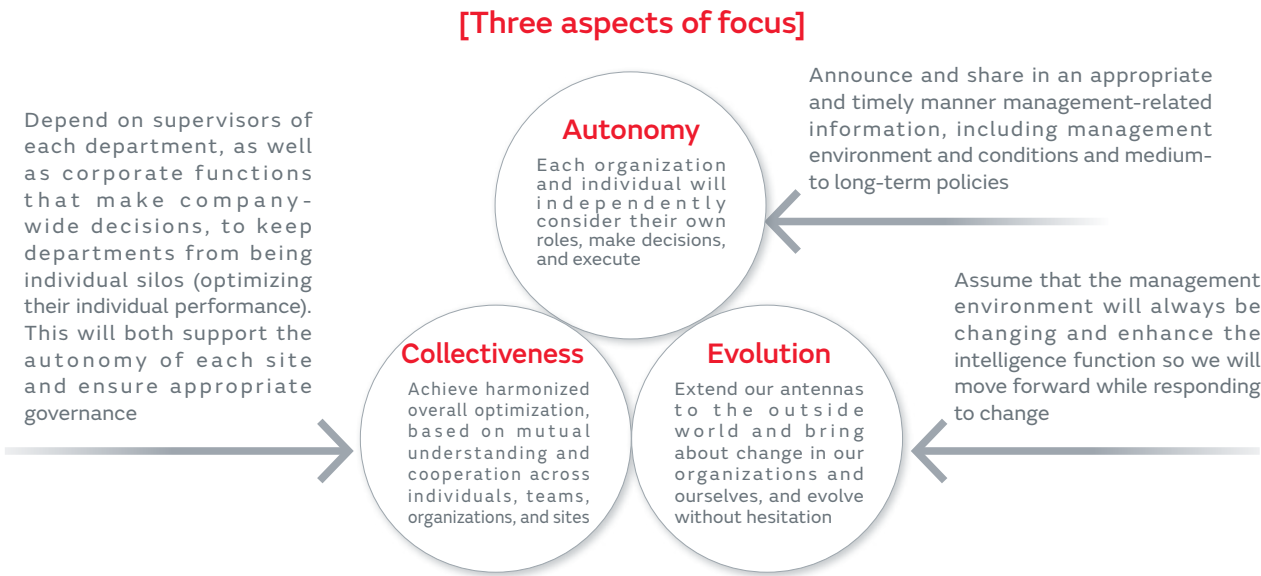 [Three aspects of focus]
Depend on supervisors of
each department, as well
as corporate functions
that make company-
wide decisions, to keep
departments from being
individual silos (optimizing
their individual performance).
This will both support the
autonomy of each site
and ensure appropriate
governance
Autonomy
Each organization
and individual will
independently
consider their own
roles, make decisions,
and execute
Announce and share in an appropriate
and timely manner management-related
information, including management
environment and conditions and medium-
to long-term policies
Collectiveness
Achieve harmonized
overall optimization,
based on mutual
understanding and
cooperation across
individuals, teams,
organizations, and sites
Evolution
Extend our antennas
to the outside
world and bring
about change in our
organizations and
ourselves, and evolve
without hesitation
Assume that the management
environment will always be
changing and enhance the
intelligence function so we will
move forward while responding
to change